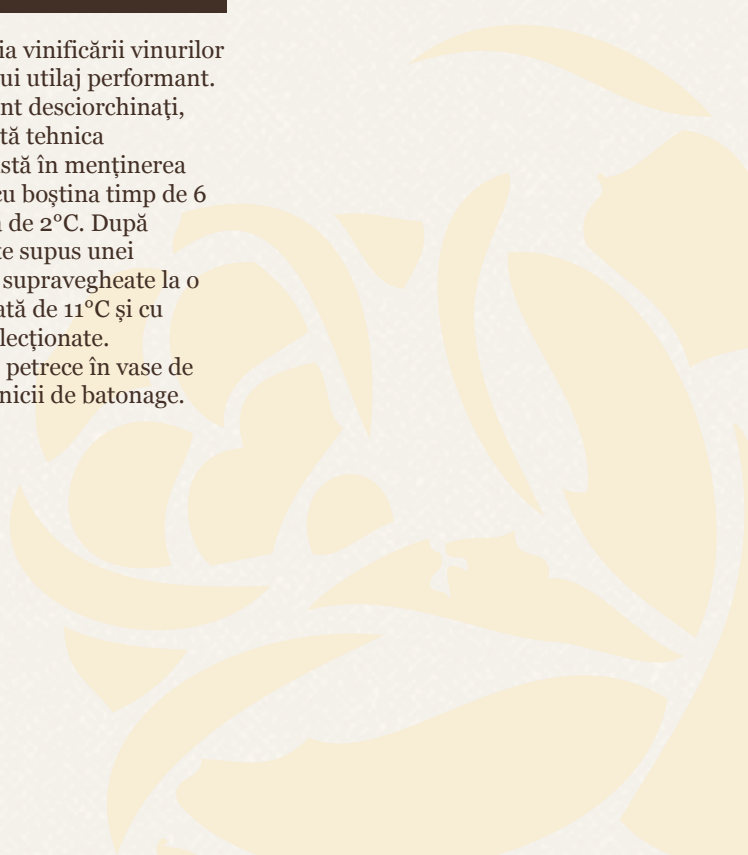 ia vinificării vinurilor
ui utilaj performant.
nt desciorchinați,
tă tehnica
stă în menținerea
cu boștina timp de 6
de 2°C. După
te supus unei
supravegheate la o
ată de 11°C și cu
lecționate.
petrece în vase de
nicii de batonage.